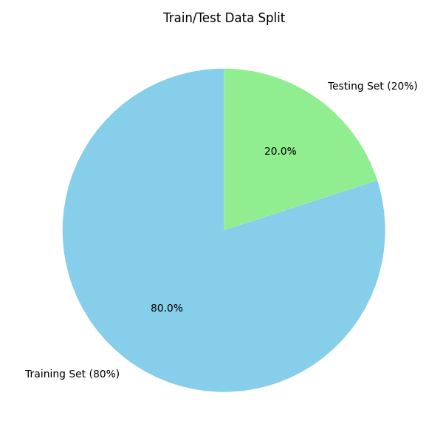 Train/Test Data Split
Testing Set (20%)
20.0%
80.0%
Training Set (80%)